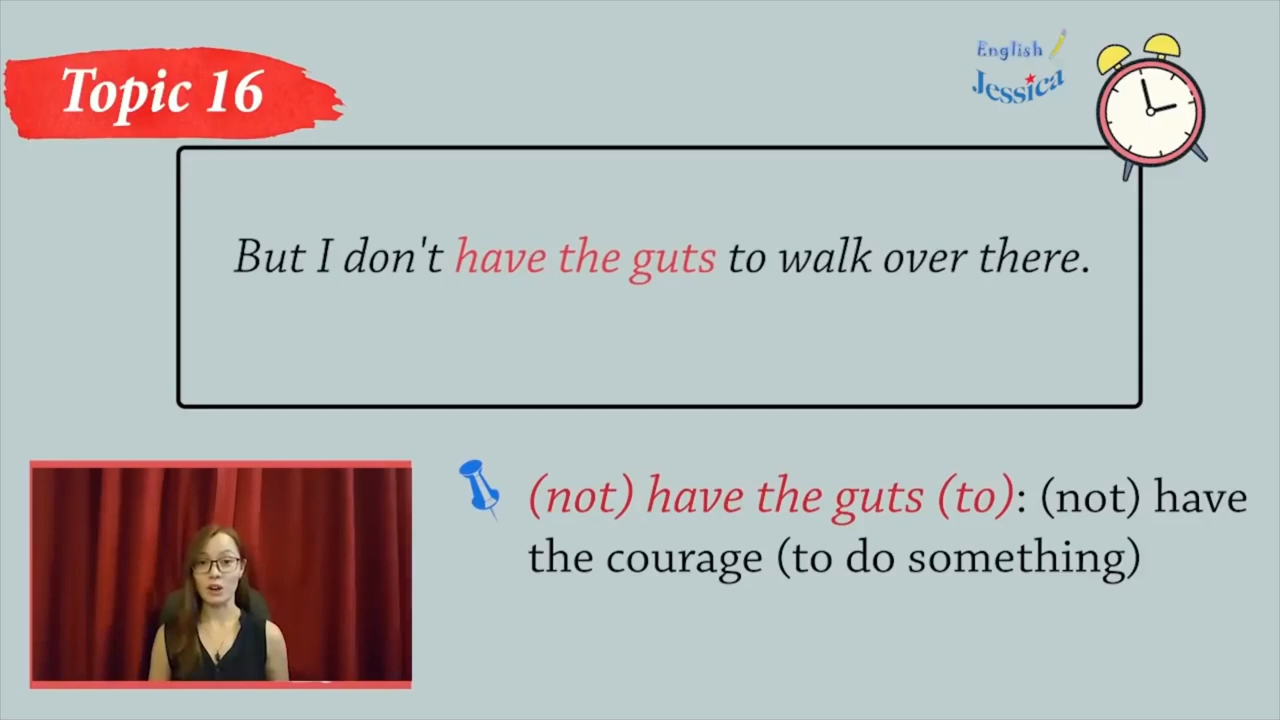 Topic 16
English
Jessica
But I don't have the guts to walk over there.
(not) have the guts (to): (not) have
the courage (to do something)